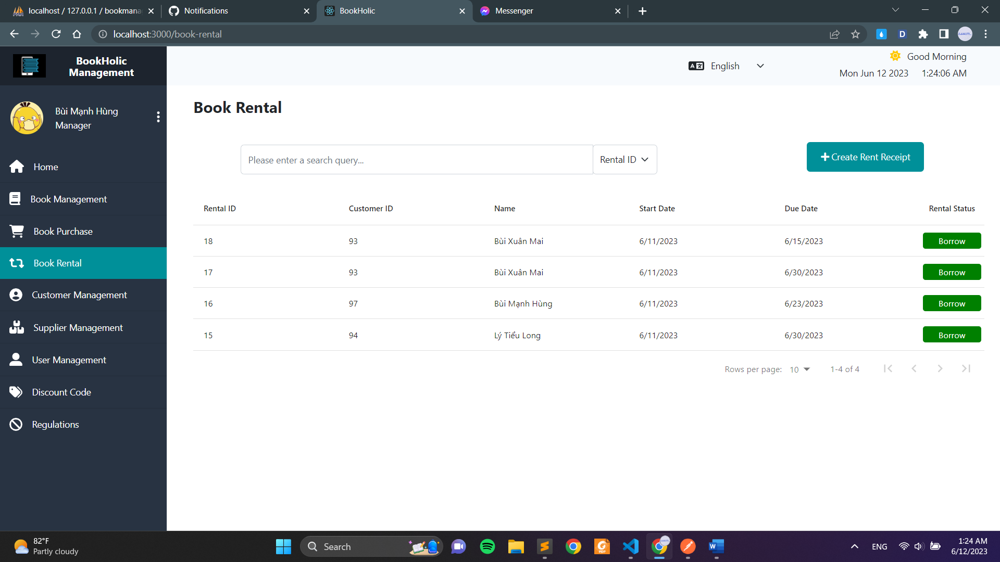 localhost / 127.0.0.1 / bookmana
Notifications
BookHolic
Messenger
localhost:3000/book-rental
BookHolic
Management
English
Good Morning
Mon Jun 12 2023 1:24:06 AM
Bùi Mạnh Hùng
Manager
Home
Book Management
Book Purchase
Book Rental
Customer Management
Supplier Management
User Management
Discount Code
Regulations
Book Rental
Please enter a search query...
Rental ID
Create Rent Receipt
Rental ID Customer ID Name Start Date Due Date Rental Status
18 93 Bùi Xuân Mai 6/11/2023 6/15/2023 Borrow
17 93 Bùi Xuân Mai 6/11/2023 6/30/2023 Borrow
16 97 Bùi Mạnh Hùng 6/11/2023 6/23/2023 Borrow
15 94 Lý Tiểu Long 6/11/2023 6/30/2023 Borrow
Rows per page: 10 1-4 of 4
82°F
Partly cloudy
Search
ENG
1:24 AM
6/12/2023